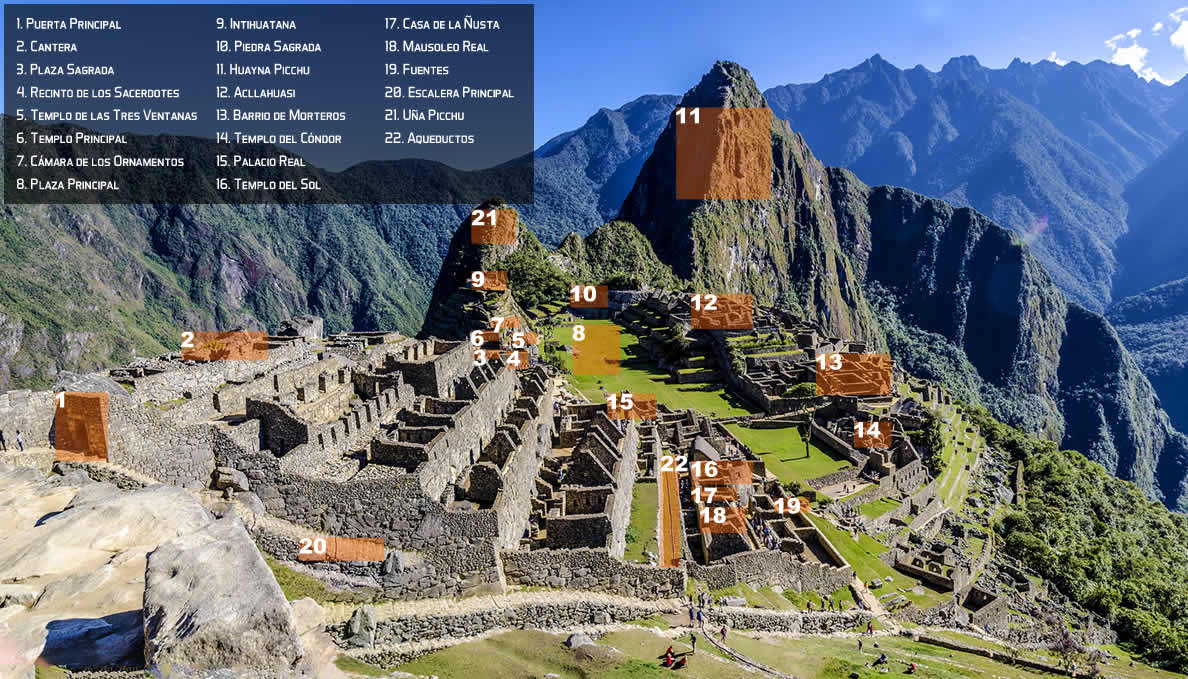 1. Puerta Principal
2. Cantera
3. Plaza Sagrada
4. Recinto de los Sacerdotes
5. Templo de las Tres Ventanas
6. Templo Principal
7. Cámara de los Ornamentos
8. Plaza Principal
9. Intihuatana
10. Piedra Sagrada
11. Huayna Picchu
12. Acllahuasi
13. Barrio de Morteros
14. Templo del Cóndor
15. Palacio Real
16. Templo del Sol
17. Casa de la Ñusta
18. Mausoleo Real
19. Fuentes
20. Escalera Principal
21. Uña Picchu
22. Aqueductos
11
21
9
10
12
7
2
6
5
8
3
4
13
1
15
14
22
16
17
19
18
20